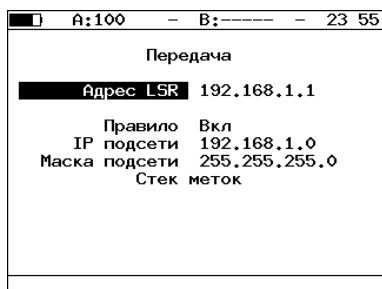 A:100 – B:----- – 23 55
Передача
Адрес LSR 192.168.1.1
Правило Вкл
IP подсети 192.168.1.0
Маска подсети 255.255.255.0
Стек меток